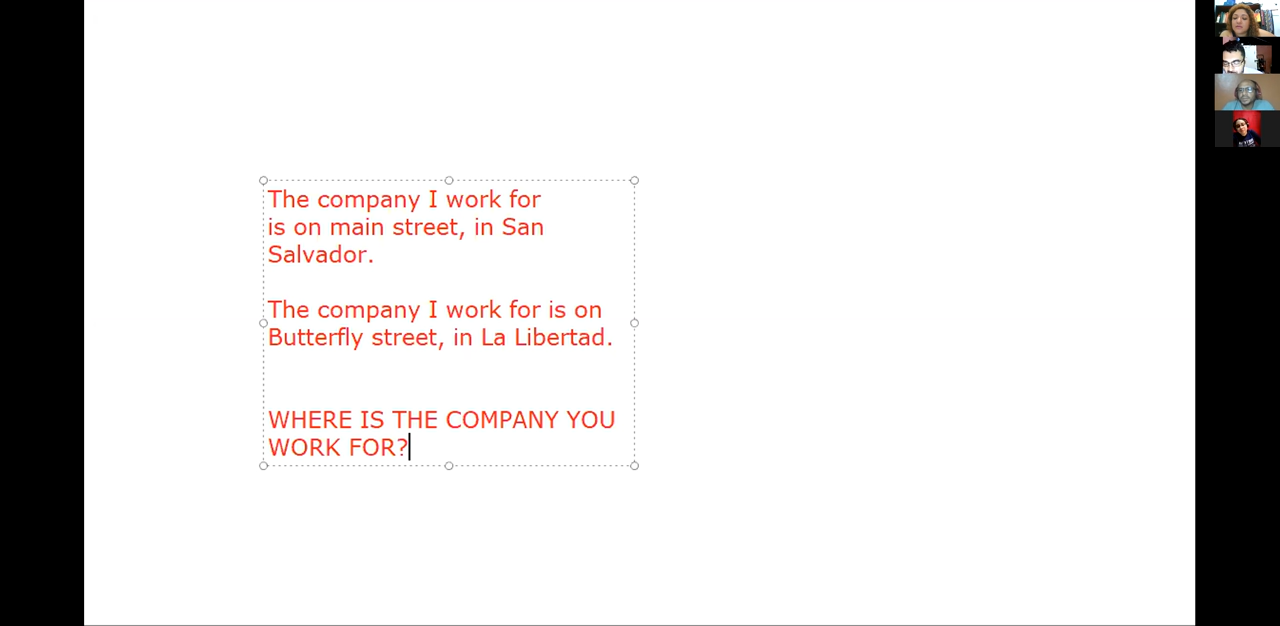 The company I work for
is on main street, in San
Salvador.
The company I work for is on
Butterfly street, in La Libertad.
WHERE IS THE COMPANY YOU
WORK FOR?